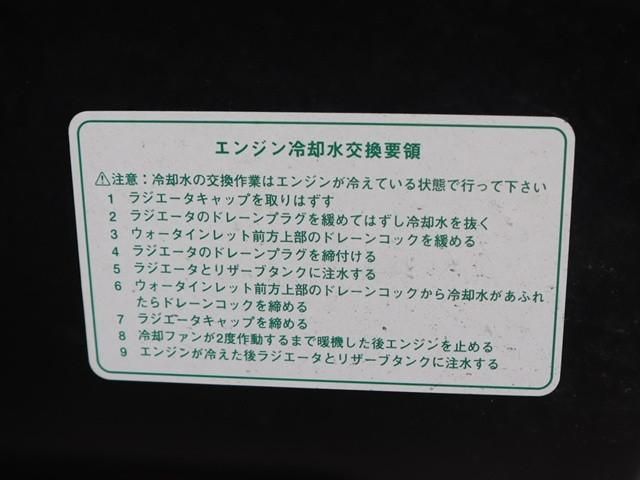 エンジン冷却水交換要領
⚠注意：冷却水の交換作業はエンジンが冷えている状態で行って下さい
1 ラジエータキャップを取りはずす
2 ラジエータのドレーンプラグを緩めてはずし冷却水を抜く
3 ウォータインレット前方上部のドレーンコックを緩める
4 ラジエータのドレーンプラグを締付ける
5 ラジエータとリザーブタンクに注水する
6 ウォータインレット前方上部のドレーンコックから冷却水があふれ
たらドレーンコックを締める
7 ラジエータキャップを締める
8 冷却ファンが2度作動するまで暖機した後エンジンを止める
9 エンジンが冷えた後ラジエータとリザーブタンクに注水する